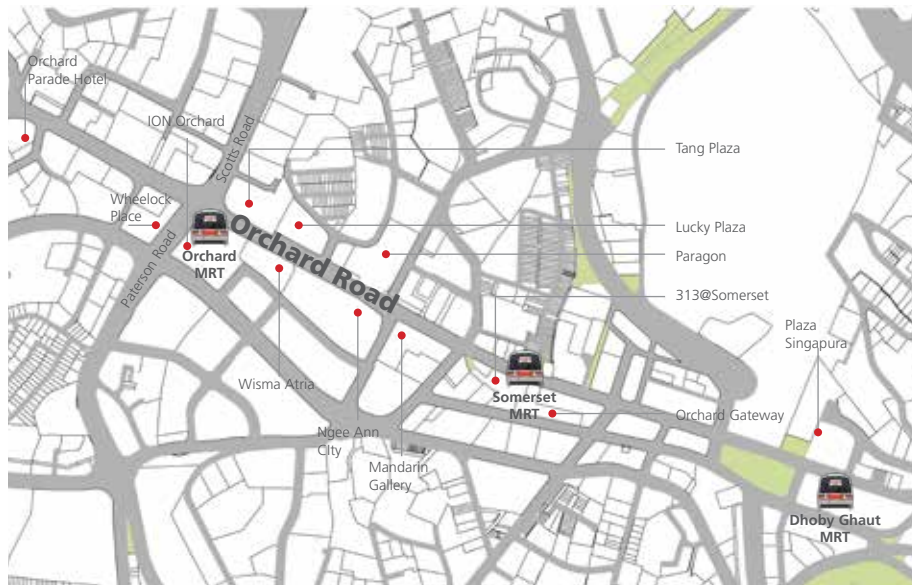 Orchard
Parade Hotel
ION Orchard
Scotts Road
Tang Plaza
Wheelock
Place
Orchard Road
Lucky Plaza
Paterson Road
Orchard
MRT
Paragon
313@Somerset
Plaza
Singapura
Wisma Atria
Somerset
MRT
Orchard Gateway
Ngee Ann
CIty
Mandarin
Gallery
Dhoby Ghaut
MRT